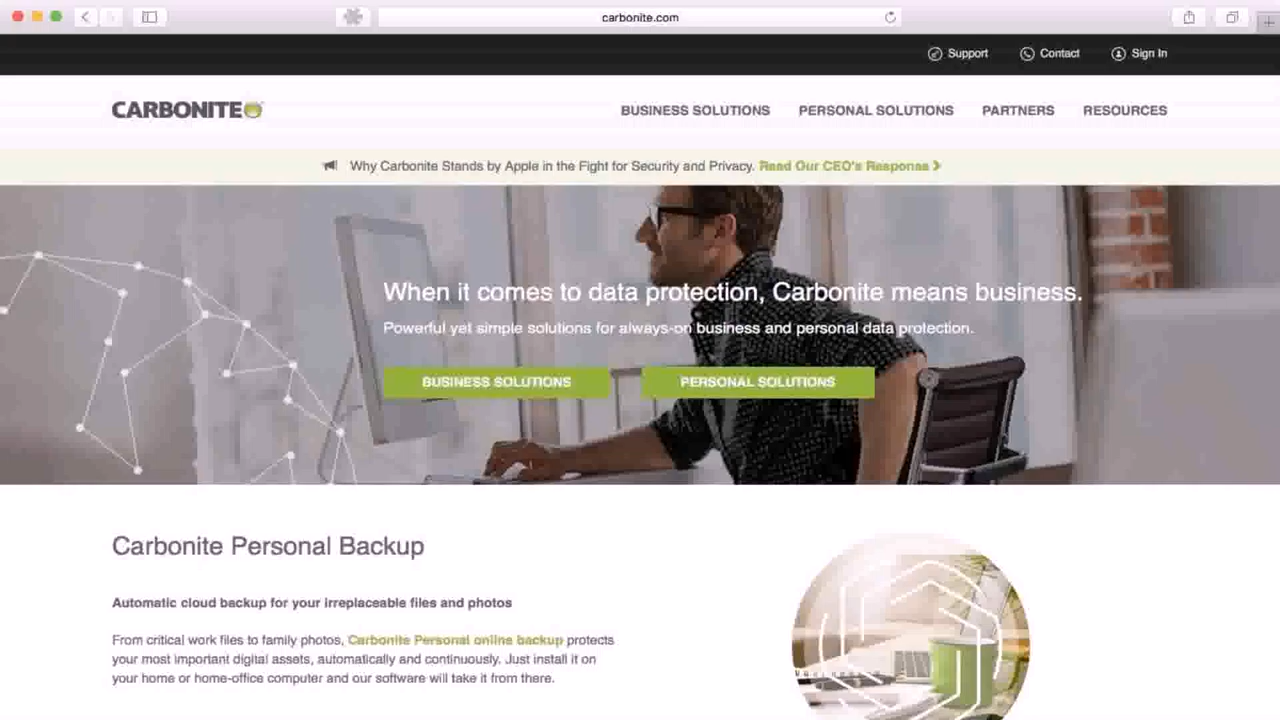 carbonite.com
Support Contact Sign In
CARBONITE
BUSINESS SOLUTIONS PERSONAL SOLUTIONS PARTNERS RESOURCES
Why Carbonite Stands by Apple in the Fight for Security and Privacy. Read Our CEO's Response
When it comes to data protection, Carbonite means business.
Powerful yet simple solutions for always-on business and personal data protection.
BUSINESS SOLUTIONS PERSONAL SOLUTIONS
Carbonite Personal Backup
Automatic cloud backup for your irreplaceable files and photos
From critical work files to family photos, Carbonite Personal online backup protects
your most important digital assets, automatically and continuously. Just install it on
your home or home-office computer and our software will take it from there.